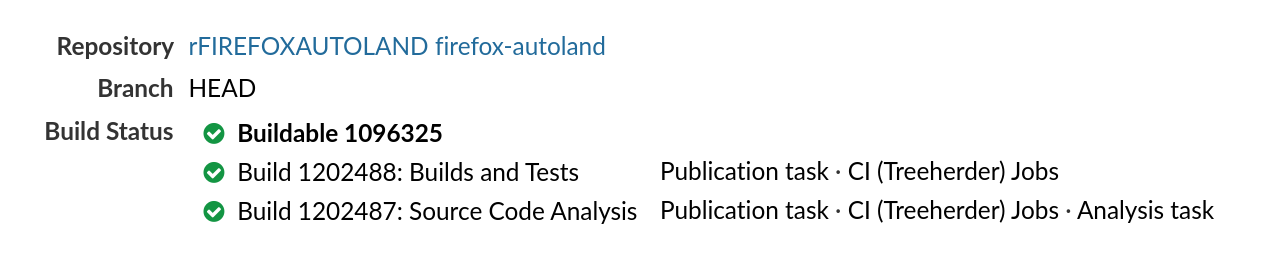 Repository rFIREFOXAUTOLAND firefox-autoland
Branch HEAD
Build Status Buildable 1096325
Build 1202488: Builds and Tests Publication task · CI (Treeherder) Jobs
Build 1202487: Source Code Analysis Publication task · CI (Treeherder) Jobs · Analysis task